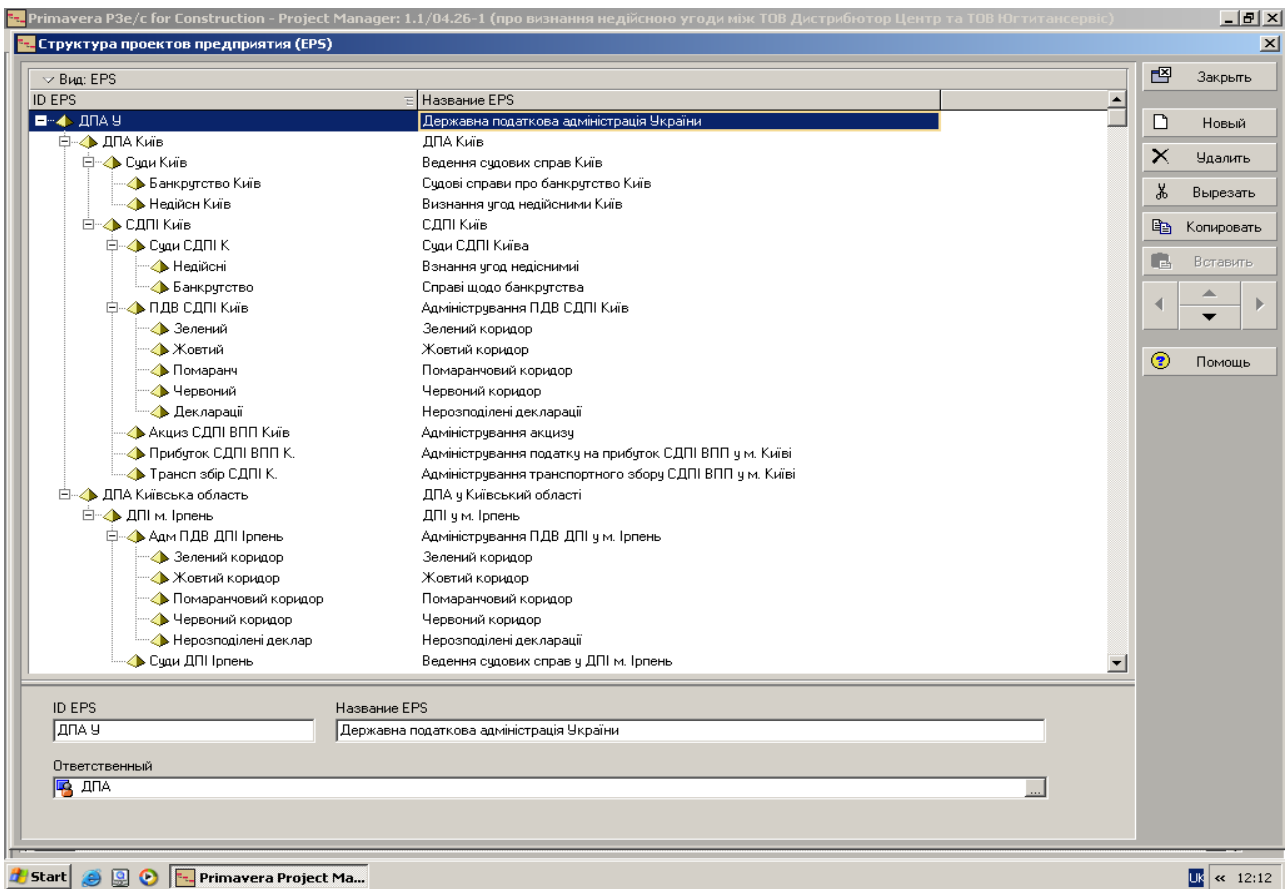 Primavera P3e/c for Construction - Project Manager: 1.1/04.26-1 (про визнання недійсною угоди між ТОВ Дистрибютор Центр та ТОВ Югтитансервіс)
Структура проектов предприятия (EPS)
Вид: EPS
ID EPS Название EPS
ДПА У Державна податкова адміністрація України
ДПА Київ ДПА Київ
Суди Київ Ведення судових справ Київ
Банкрутство Київ Судові справи про банкрутство Київ
Недійсн Київ Визнання угод недійсними Київ
СДПІ Київ СДПІ Київ
Суди СДПІ К Суди СДПІ Київа
Недійсні Взнання угод недіснимиі
Банкрутство Справі щодо банкрутства
ПДВ СДПІ Київ Адміністрування ПДВ СДПІ Київ
Зелений Зелений коридор
Жовтий Жовтий коридор
Помаранч Помаранчовий коридор
Червоний Червоний коридор
Декларації Нерозподілені декларації
Акциз СДПІ ВПП Київ Адміністрування акцизу
Прибуток СДПІ ВПП К. Адміністрування податку на прибуток СДПІ ВПП у м. Київі
Трансп збір СДПІ К. Адміністрування транспортного збору СДПІ ВПП у м. Київі
ДПА Київська область ДПА у Київський області
ДПІ м. Ірпень ДПІ у м. Ірпень
Адм ПДВ ДПІ Ірпень Адміністрування ПДВ ДПІ у м. Ірпень
Зелений коридор Зелений коридор
Жовтий коридор Жовтий коридор
Помаранчовий коридор Помаранчовий коридор
Червоний коридор Червоний коридор
Нерозподілені деклар Нерозподілені декларації
Суди ДПІ Ірпень Ведення судових справ у ДПІ м. Ірпень
Закрыть
Новый
Удалить
Вырезать
Копировать
Вставить
Помощь
ID EPS Название EPS
ДПА У Державна податкова адміністрація України
Ответственный
ДПА
...
Start Primavera Project Ma... UK « 12:12